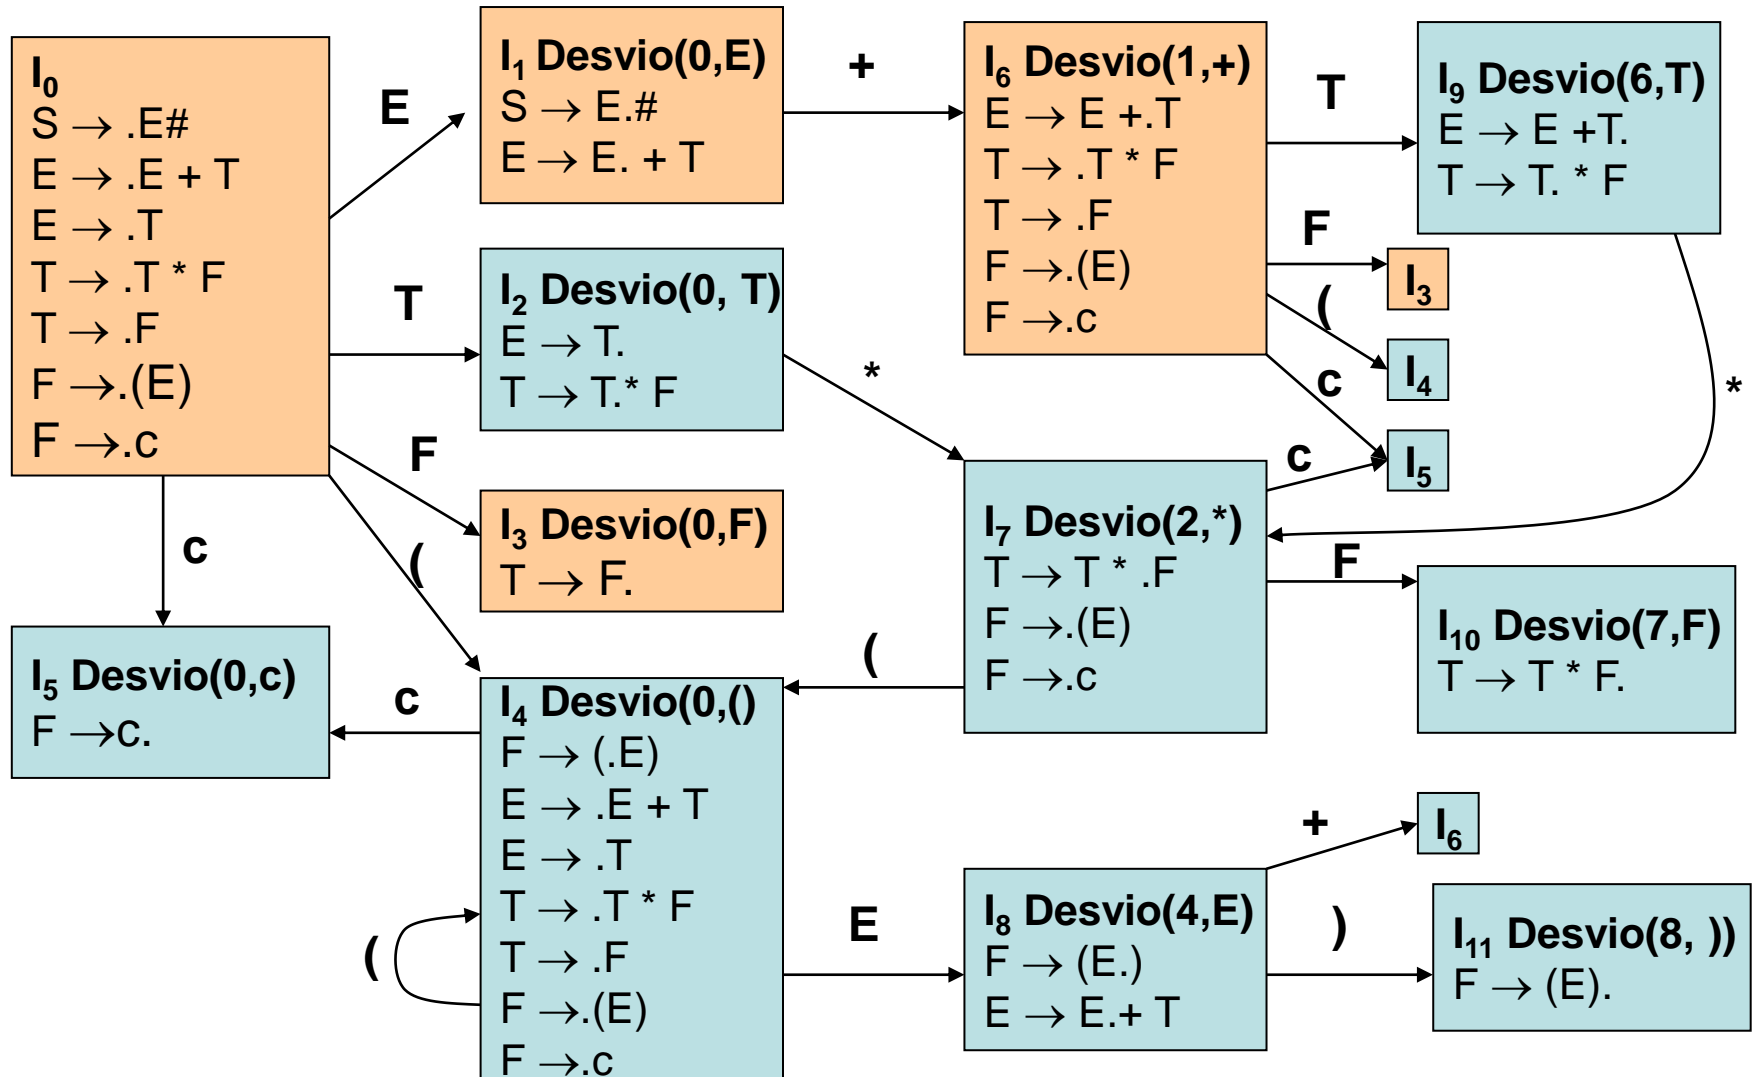 I₀
S → .E#
E → .E + T
E → .T
T → .T * F
T → .F
F →.(E)
F →.c
E
T
F
(
c
I₁ Desvio(0,E)
S → E.#
E → E. + T
+
I₂ Desvio(0, T)
E → T.
T → T.* F
*
I₃ Desvio(0,F)
T → F.
I₅ Desvio(0,c)
F →c.
c
I₄ Desvio(0,()
F → (.E)
E → .E + T
E → .T
T → .T * F
T → .F
F →.(E)
F →.c
(
E
I₆ Desvio(1,+)
E → E +.T
T → .T * F
T → .F
F →.(E)
F →.c
T
F
(
c
I₉ Desvio(6,T)
E → E +T.
T → T. * F
*
I₃
I₄
I₅
I₇ Desvio(2,*)
T → T * .F
F →.(E)
F →.c
c
F
(
I₁₀ Desvio(7,F)
T → T * F.
I₈ Desvio(4,E)
F → (E.)
E → E.+ T
+
)
I₆
I₁₁ Desvio(8, ))
F → (E).